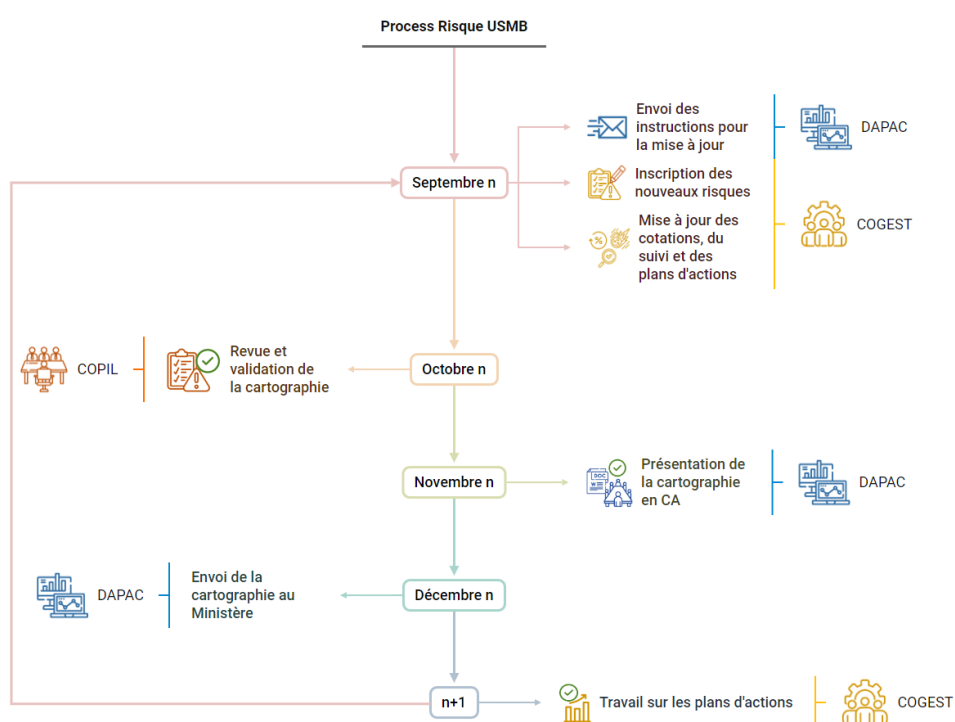 Process Risque USMB
Envoi des
instructions pour
la mise à jour
DAPAC
Septembre n
Inscription des
nouveaux risques
Mise à jour des
cotations, du
suivi et des
plans d'actions
COGEST
COPIL
Revue et
validation de
la cartographie
Octobre n
Novembre n
Présentation de
la cartographie
en CA
DAPAC
DAPAC
Envoi de la
cartographie au
Ministère
Décembre n
n+1
Travail sur les plans d'actions
COGEST